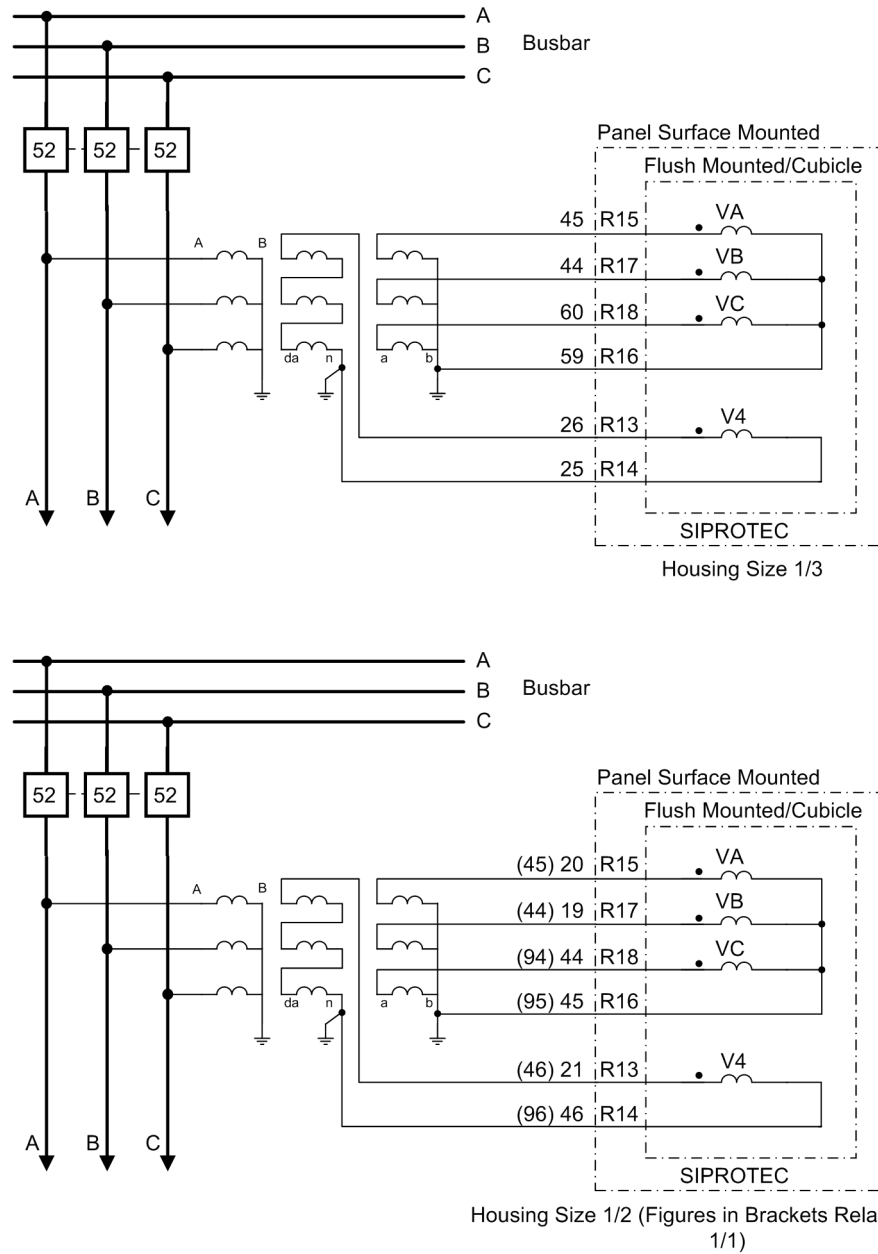 A
B Busbar
C
52 52 52
Panel Surface Mounted
Flush Mounted/Cubicle
A B
45 R15 VA
44 R17 VB
60 R18 VC
59 R16
da n a b
26 R13 V4
25 R14
A B C
SIPROTEC
Housing Size 1/3
A
B Busbar
C
52 52 52
Panel Surface Mounted
Flush Mounted/Cubicle
A B
(45) 20 R15 VA
(44) 19 R17 VB
(94) 44 R18 VC
(95) 45 R16
da n a b
(46) 21 R13 V4
(96) 46 R14
A B C
SIPROTEC
Housing Size 1/2 (Figures in Brackets Rela
1/1)